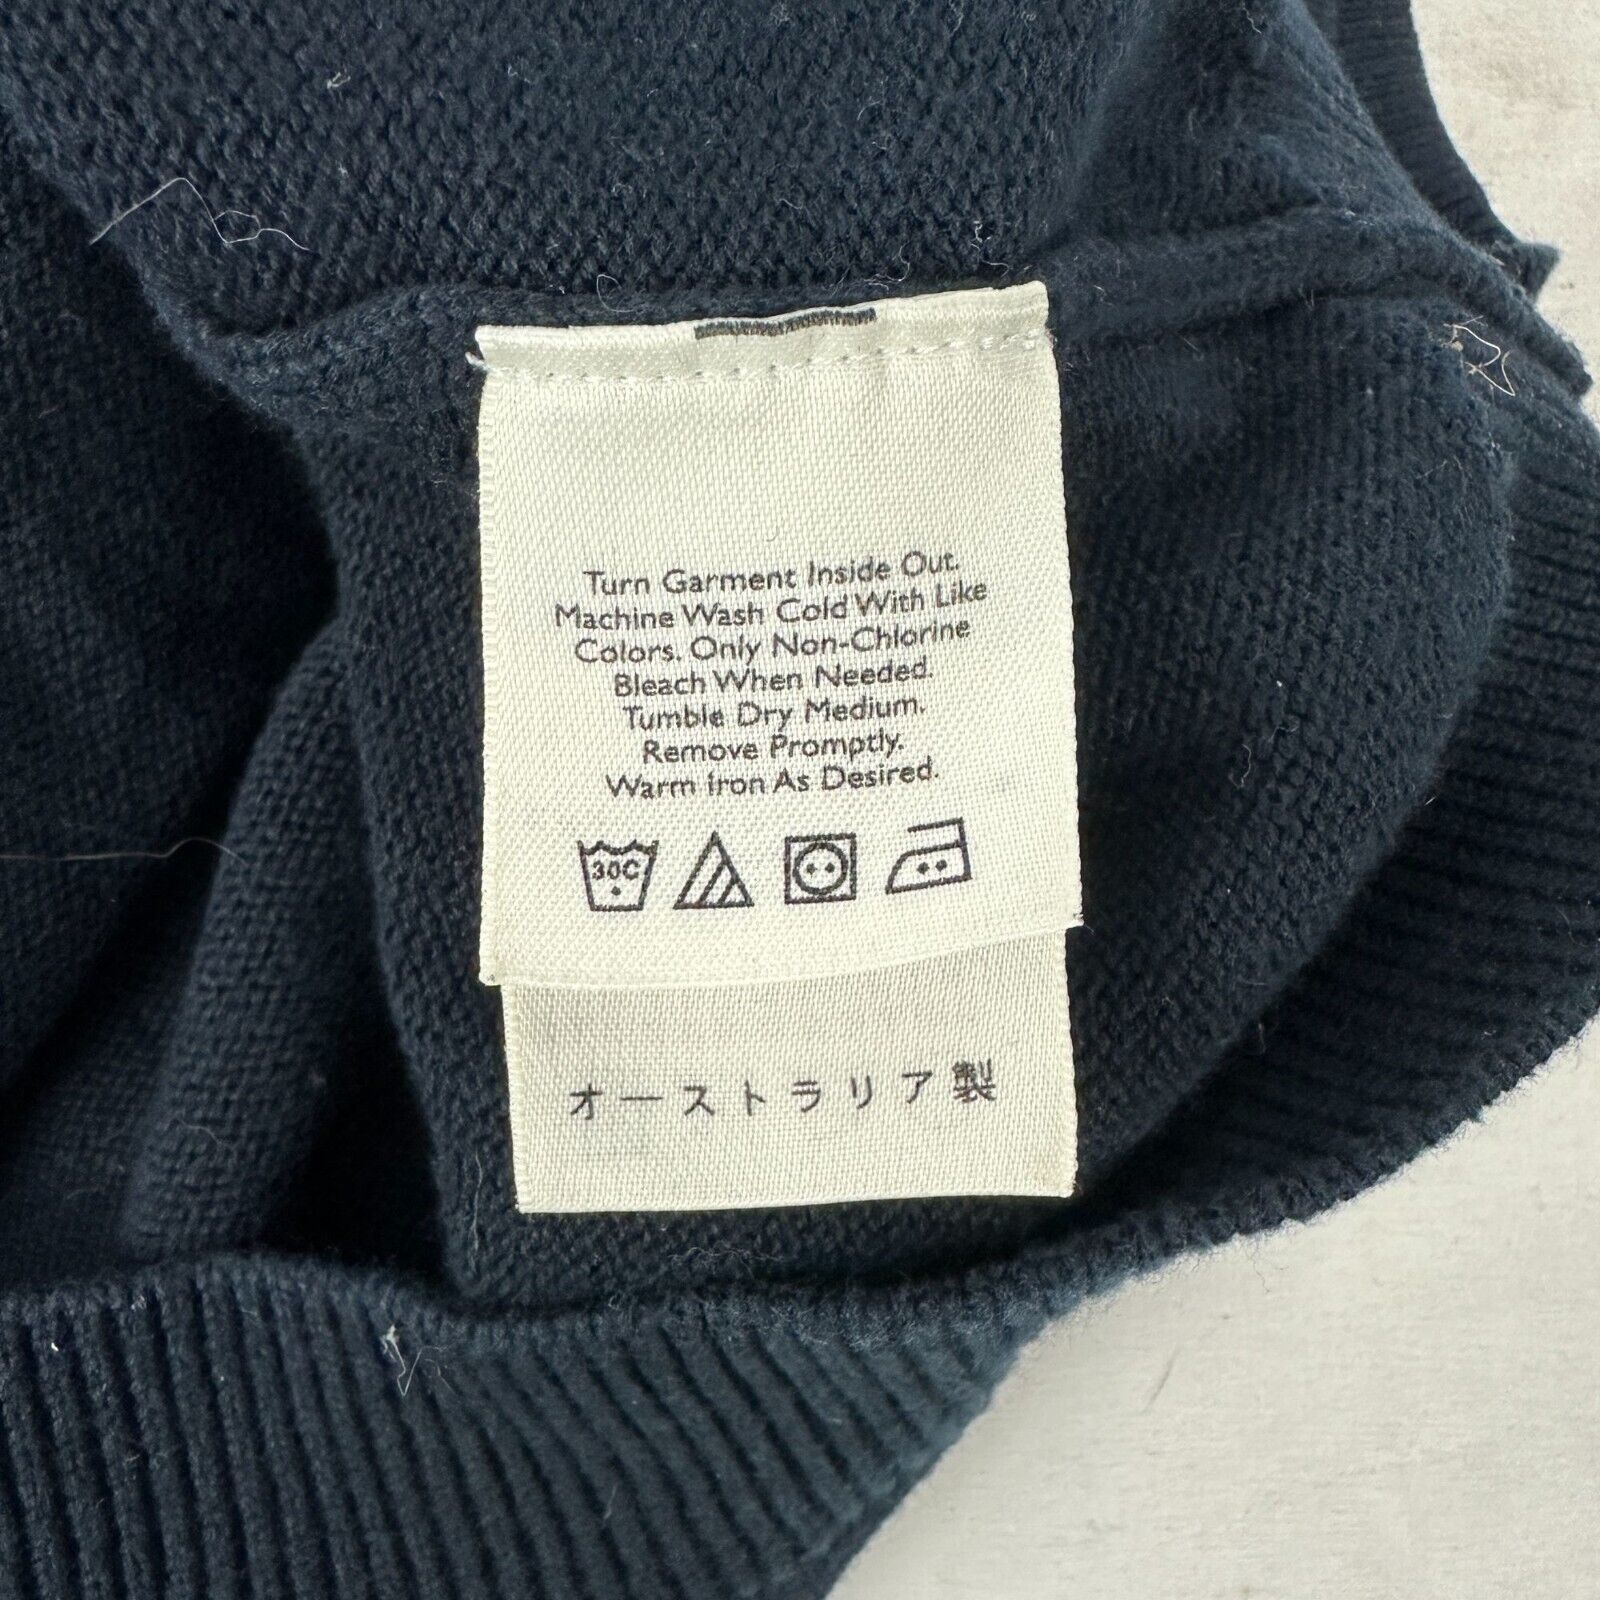 Turn Garment Inside Out.
Machine Wash Cold With Like
Colors. Only Non-Chlorine
Bleach When Needed.
Tumble Dry Medium.
Remove Promptly.
Warm Iron As Desired.
30C
オーストラリア製